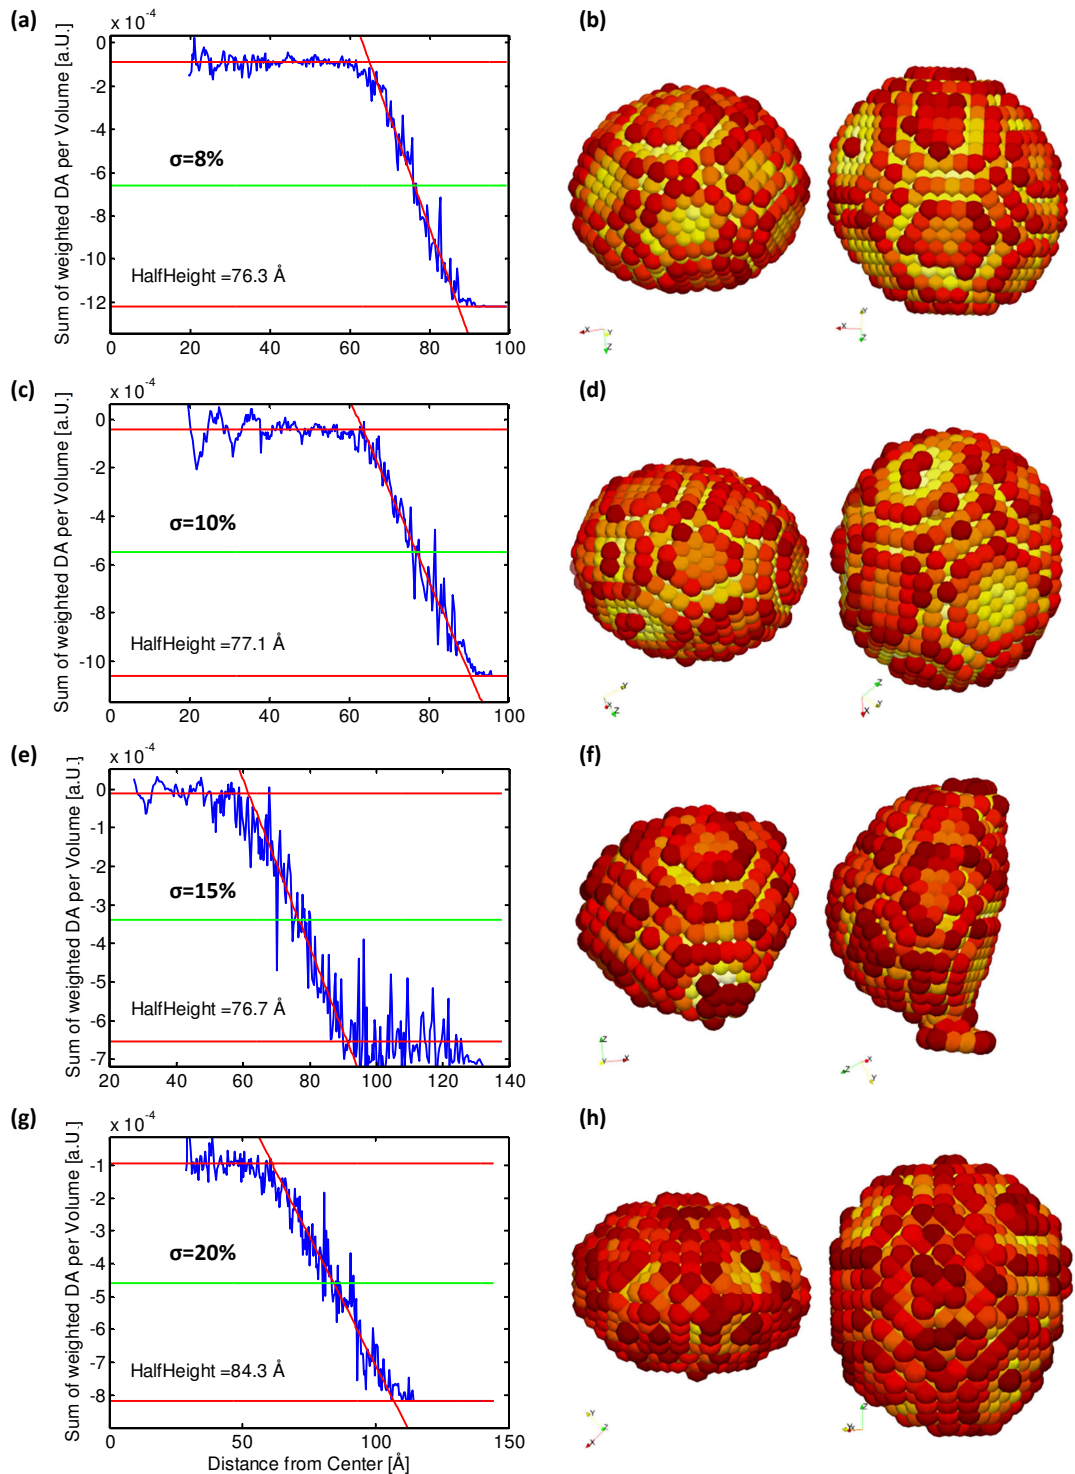 (a)
x 10⁻⁴
Sum of weighted DA per Volume [a.U.]
0
-2
-4
-6
-8
-10
-12
σ=8%
HalfHeight =76.3 Å
0 20 40 60 80 100
(b)
X Y Z
X Y Z
(c)
x 10⁻⁴
Sum of weighted DA per Volume [a.U.]
0
-2
-4
-6
-8
-10
σ=10%
HalfHeight =77.1 Å
0 20 40 60 80 100
(d)
Y X Z
Z X Y
(e)
x 10⁻⁴
Sum of weighted DA per Volume [a.U.]
0
-1
-2
-3
-4
-5
-6
-7
σ=15%
HalfHeight =76.7 Å
20 40 60 80 100 120 140
(f)
Z Y X
X Z Y
(g)
x 10⁻⁴
Sum of weighted DA per Volume [a.U.]
-1
-2
-3
-4
-5
-6
-7
-8
σ=20%
HalfHeight =84.3 Å
0 50 100 150
Distance from Center [Å]
(h)
Y Z X
Z Y X